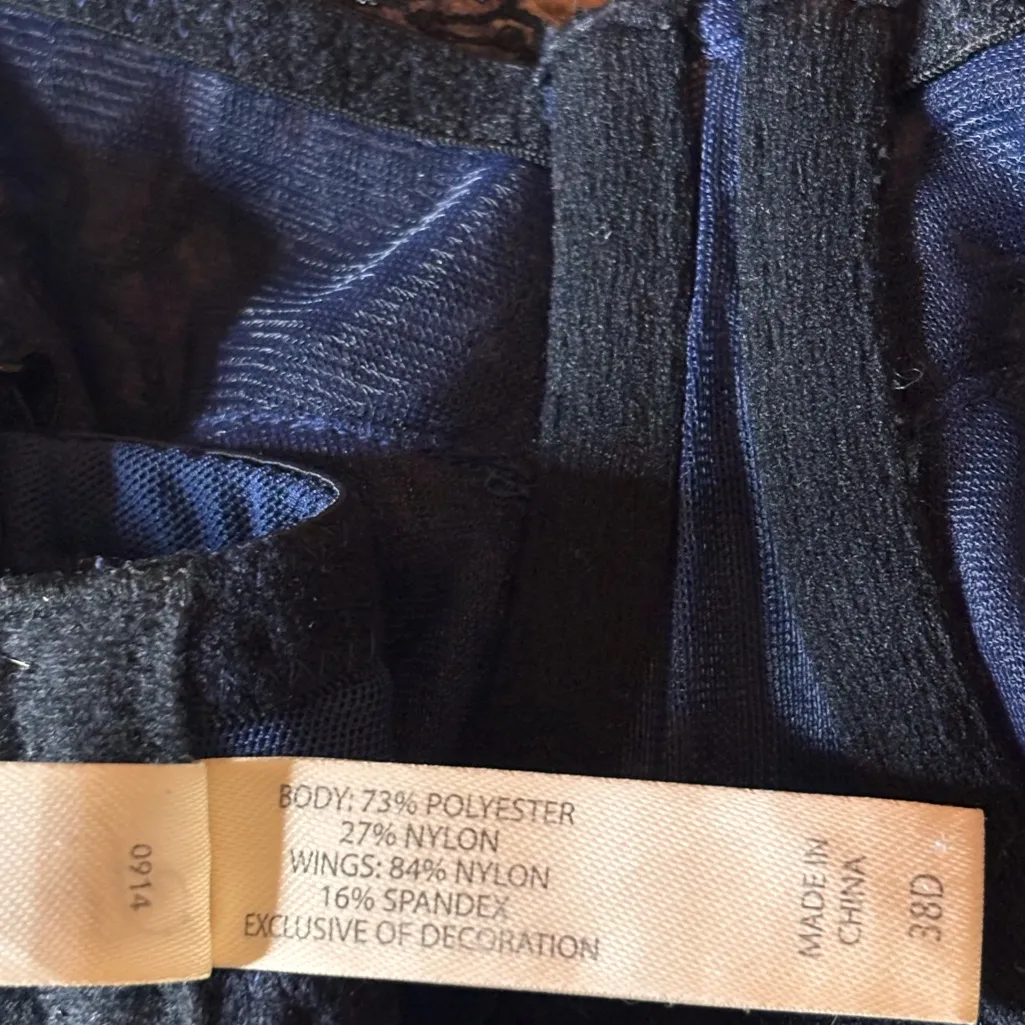 0914
BODY: 73% POLYESTER
27% NYLON
WINGS: 84% NYLON
16% SPANDEX
EXCLUSIVE OF DECORATION
MADE IN
CHINA
38D